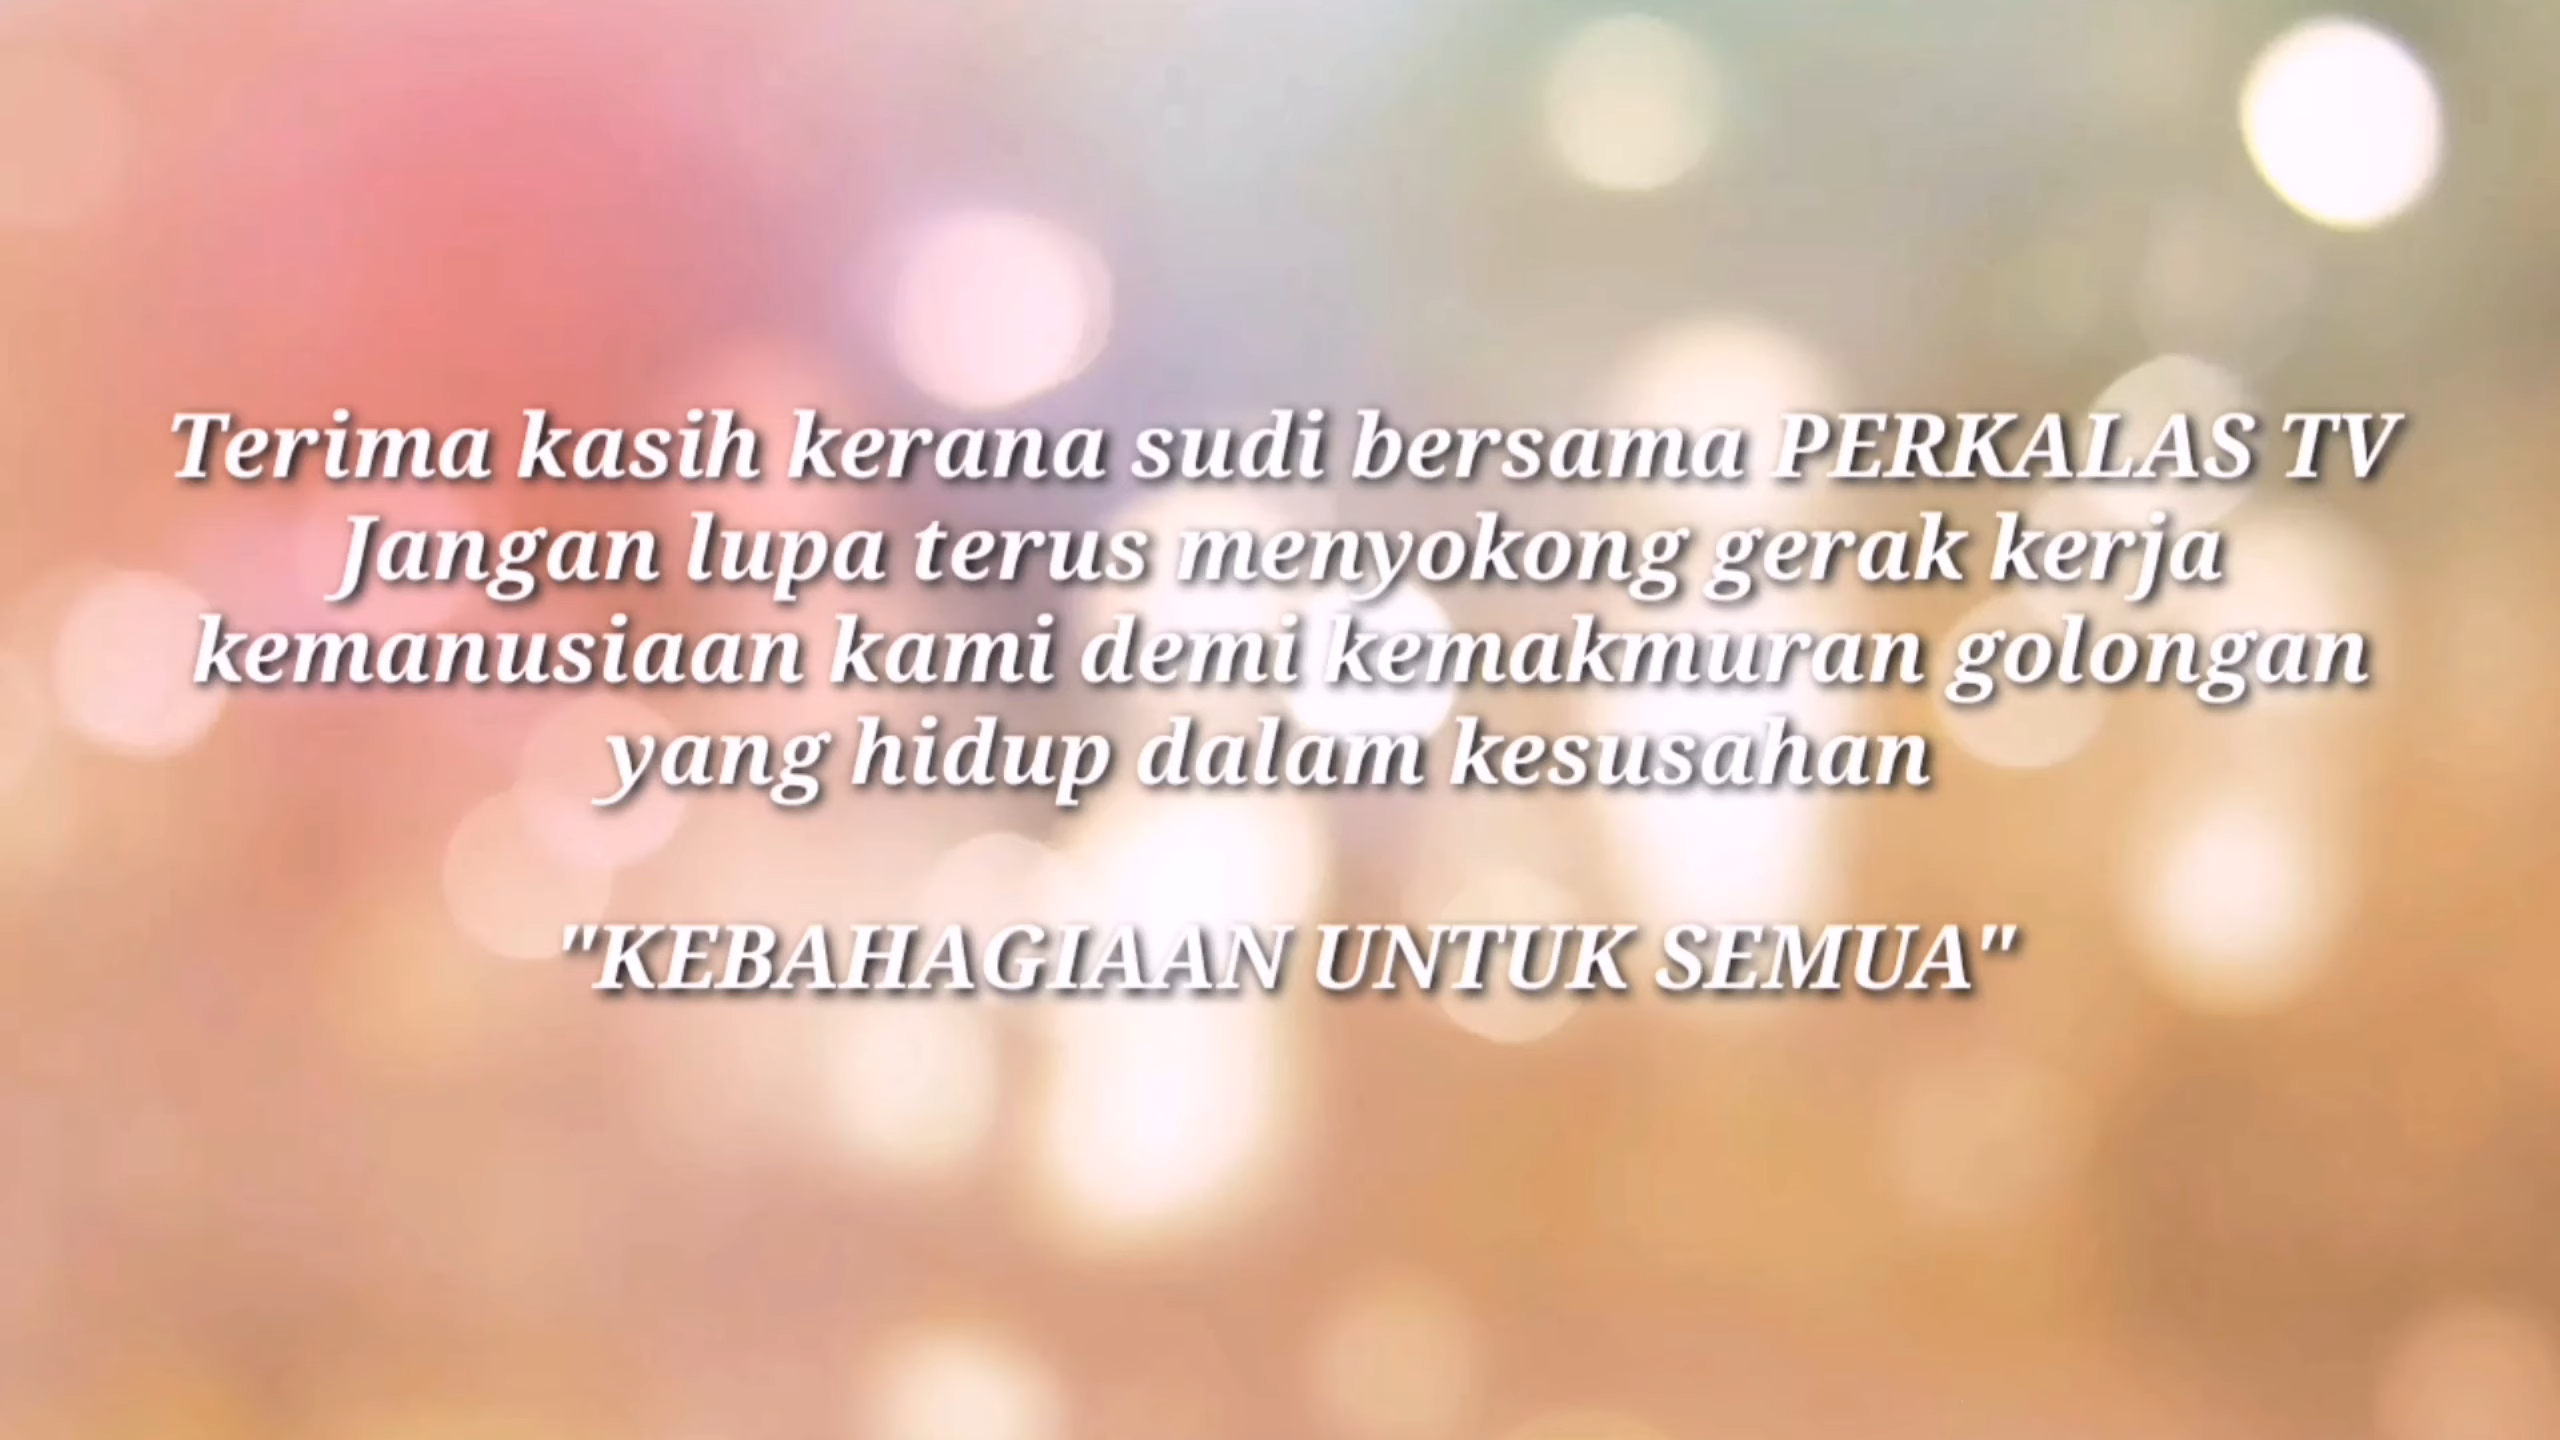 Terima kasih kerana sudi bersama PERKALAS TV
Jangan lupa terus menyokong gerak kerja
kemanusiaan kami demi kemakmuran golongan
yang hidup dalam kesusahan
"KEBAHAGIAAN UNTUK SEMUA"